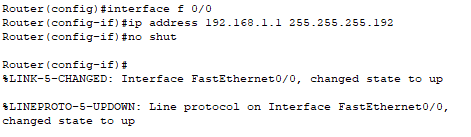 Router(config)#interface f 0/0
Router(config-if)#ip address 192.168.1.1 255.255.255.192
Router(config-if)#no shut
Router(config-if)#
%LINK-5-CHANGED: Interface FastEthernet0/0, changed state to up
%LINEPROTO-5-UPDOWN: Line protocol on Interface FastEthernet0/0,
changed state to up